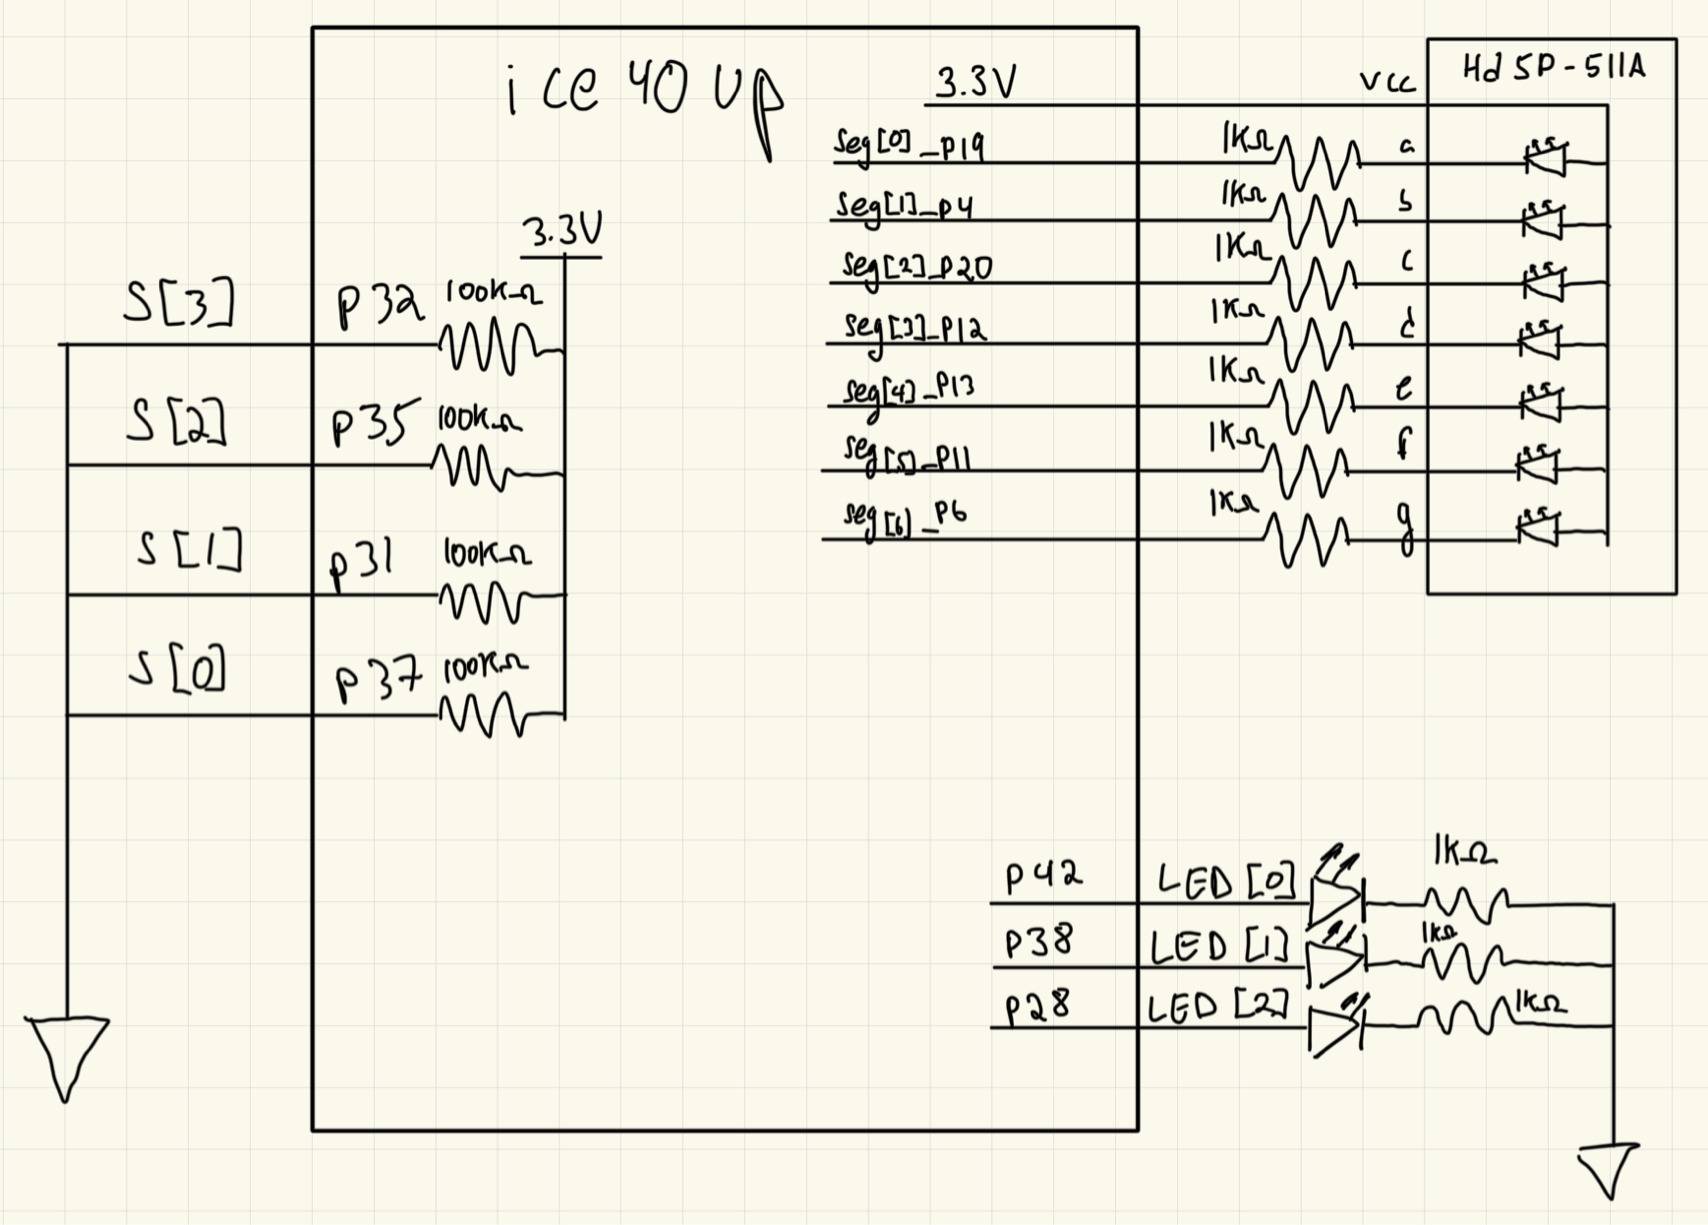 ice 40 up
3.3V
Vcc
Hd5P-511A
seg[0]_P19
1KΩ
a
seg[1]_P4
1KΩ
b
seg[2]_P20
1KΩ
c
seg[3]_P12
1KΩ
d
seg[4]_P13
1KΩ
e
seg[5]_P11
1KΩ
f
seg[6]_P6
1KΩ
g
3.3V
S[3]
P32
100KΩ
S[2]
P35
100KΩ
S[1]
P31
100KΩ
S[0]
P37
100KΩ
P42
LED [0]
1KΩ
P38
LED [1]
1KΩ
P28
LED [2]
1KΩ